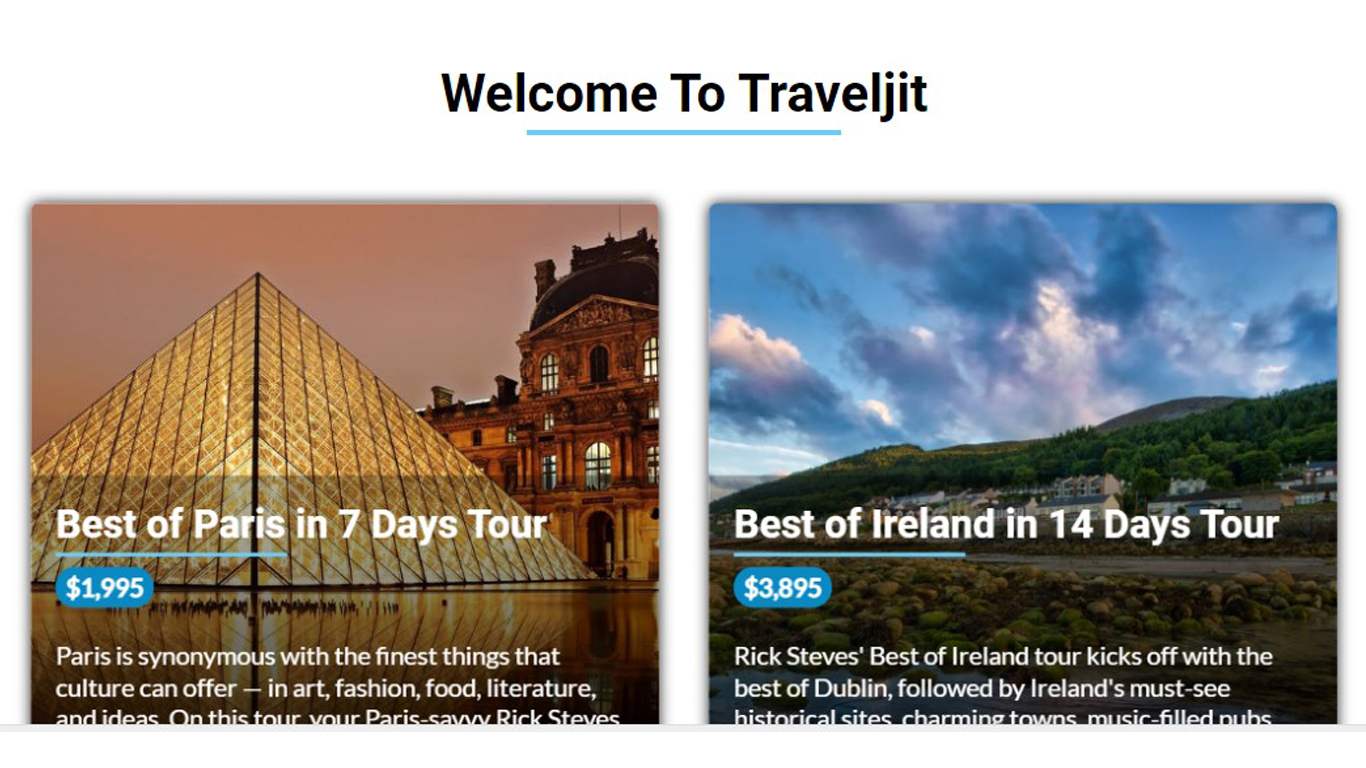 Welcome To Traveljit
Best of Paris in 7 Days Tour
$1,995
Paris is synonymous with the finest things that
culture can offer — in art, fashion, food, literature,
and ideas. On this tour, your Paris-savvy Rick Steves
Best of Ireland in 14 Days Tour
$3,895
Rick Steves' Best of Ireland tour kicks off with the
best of Dublin, followed by Ireland's must-see
historical sites, charming towns, music-filled pubs,